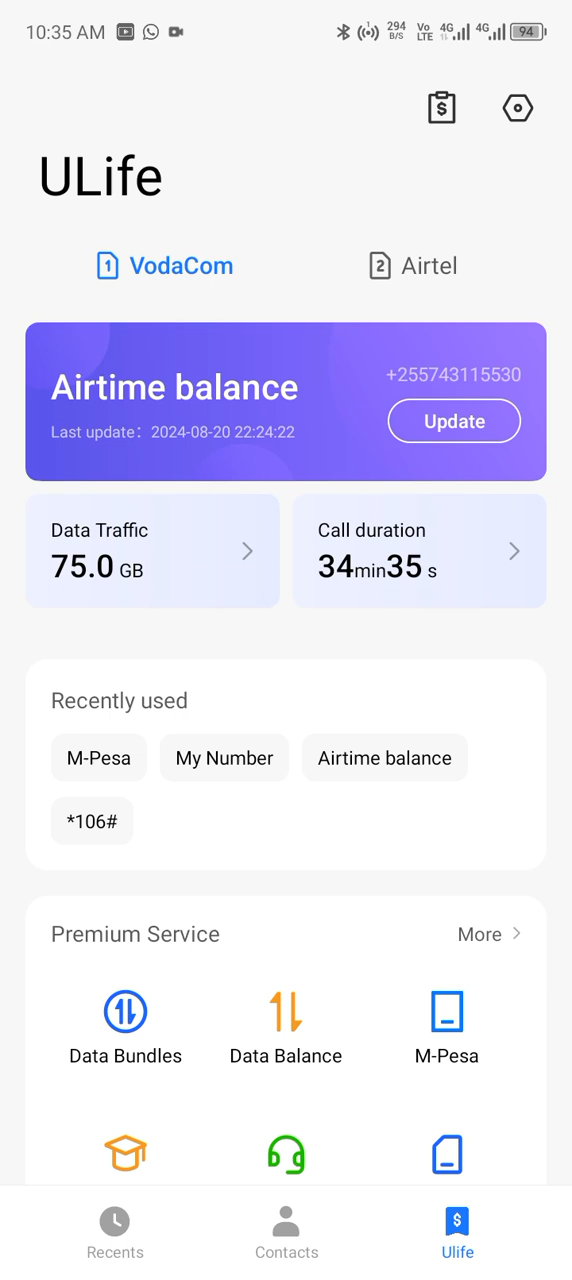 10:35 AM 294 B/S Vo LTE 4G 4G 94
ULife
1 VodaCom 2 Airtel
+255743115530
Airtime balance
Update
Last update: 2024-08-20 22:24:22
Data Traffic Call duration
75.0 GB 34min35 s
Recently used
M-Pesa My Number Airtime balance
*106#
Premium Service More
Data Bundles Data Balance M-Pesa
Recents Contacts Ulife